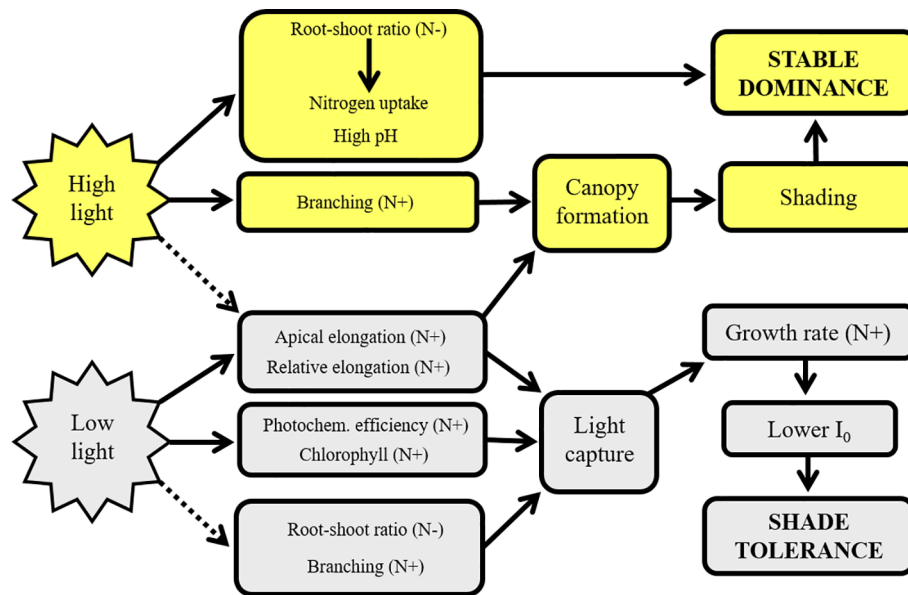 Root-shoot ratio (N-)
Nitrogen uptake
High pH
STABLE
DOMINANCE
High
light
Branching (N+)
Canopy
formation
Shading
Apical elongation (N+)
Relative elongation (N+)
Growth rate (N+)
Low
light
Photochem. efficiency (N+)
Chlorophyll (N+)
Light
capture
Lower I₀
Root-shoot ratio (N-)
Branching (N+)
SHADE
TOLERANCE